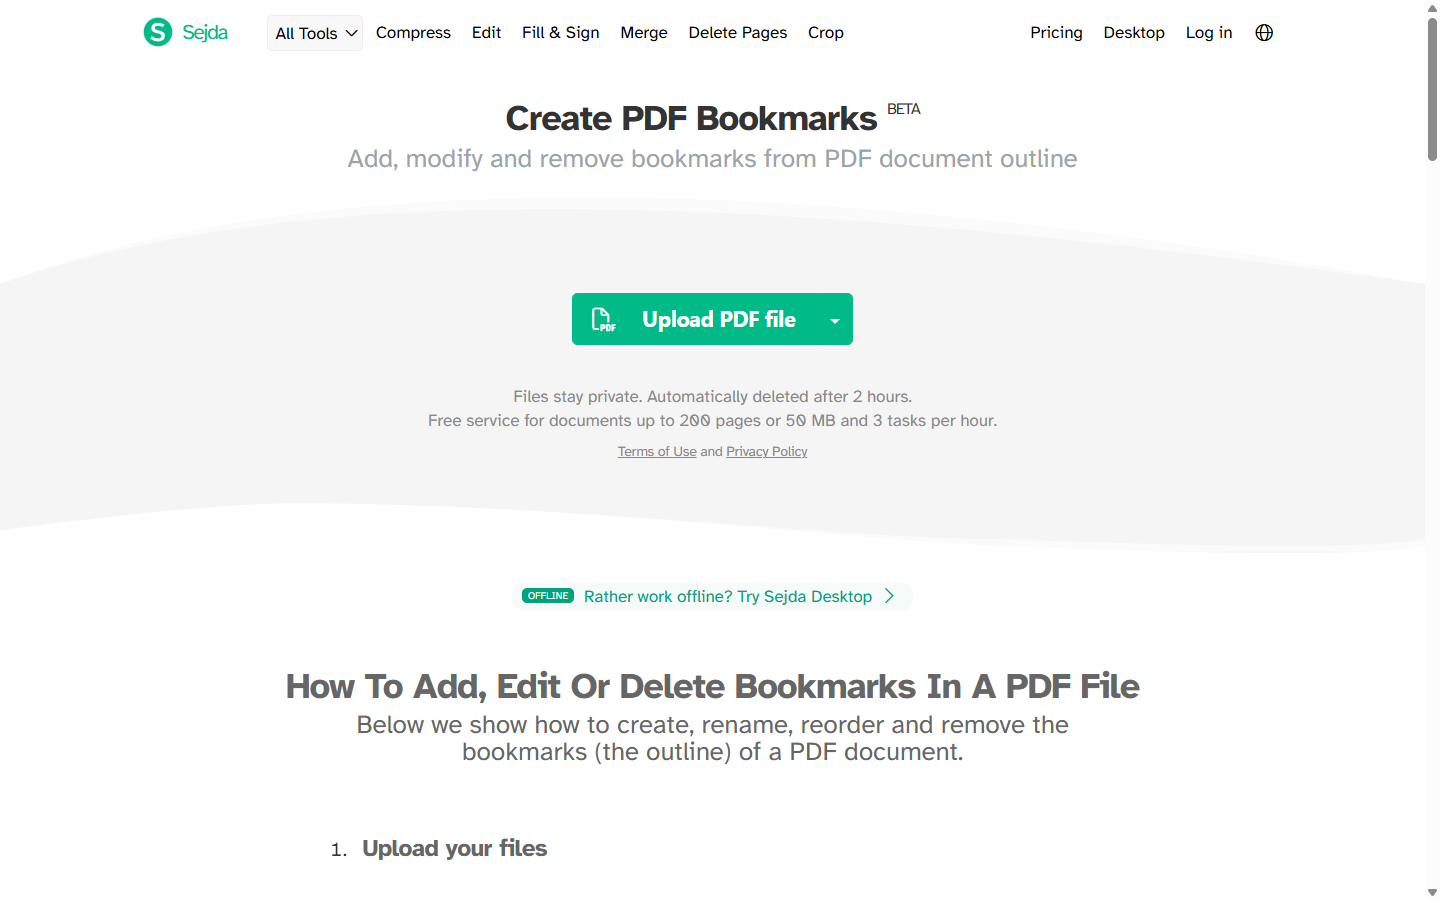 Sejda
All Tools
Compress
Edit
Fill & Sign
Merge
Delete Pages
Crop
Pricing
Desktop
Log in
Create PDF Bookmarks BETA
Add, modify and remove bookmarks from PDF document outline
PDF
Upload PDF file
Files stay private. Automatically deleted after 2 hours.
Free service for documents up to 200 pages or 50 MB and 3 tasks per hour.
Terms of Use and Privacy Policy
OFFLINE Rather work offline? Try Sejda Desktop
How To Add, Edit Or Delete Bookmarks In A PDF File
Below we show how to create, rename, reorder and remove the
bookmarks (the outline) of a PDF document.
1. Upload your files